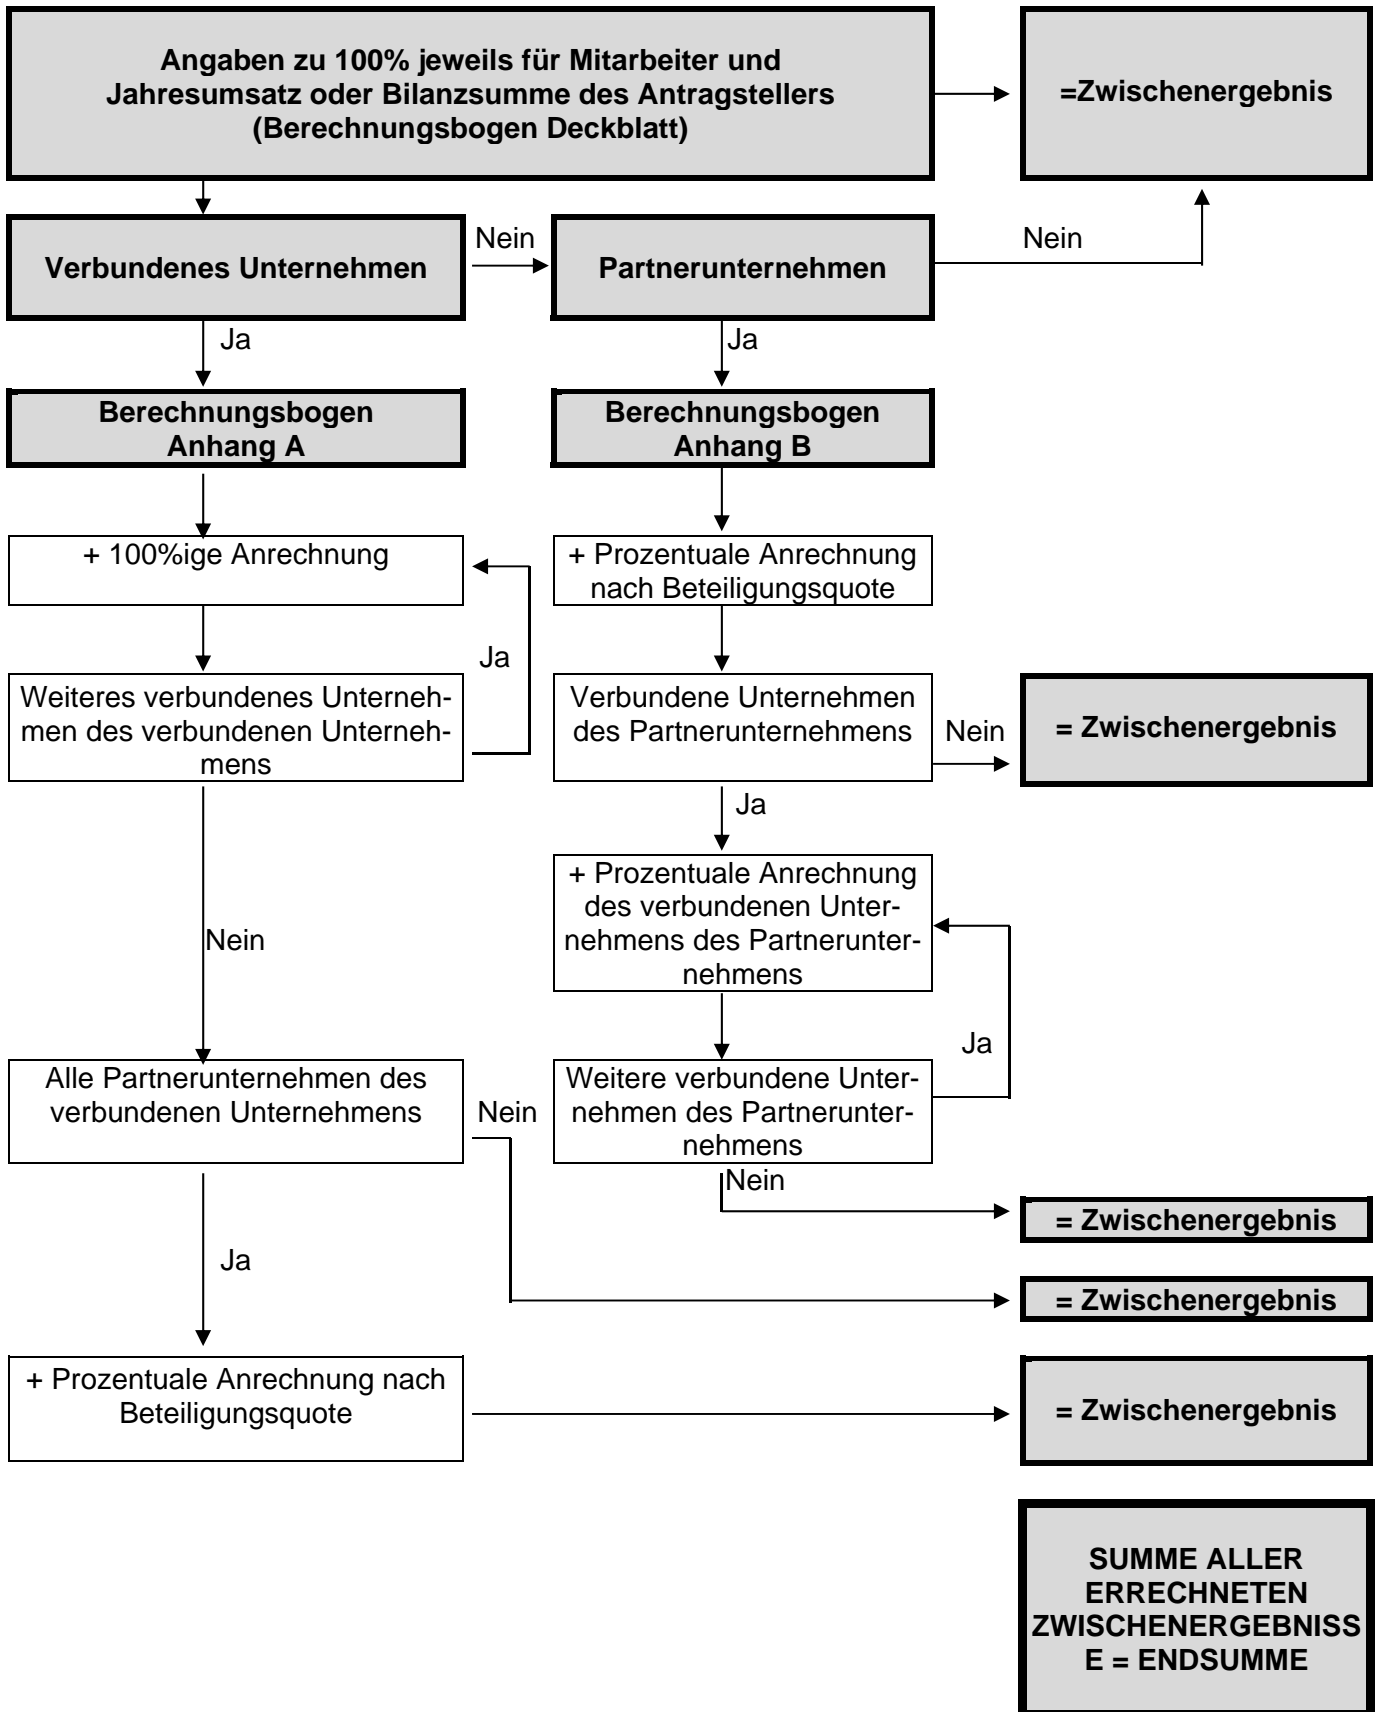 Angaben zu 100% jeweils für Mitarbeiter und
Jahresumsatz oder Bilanzsumme des Antragstellers
(Berechnungsbogen Deckblatt)
=Zwischenergebnis
Verbundenes Unternehmen
Nein
Partnerunternehmen
Nein
Ja
Ja
Berechnungsbogen
Anhang A
Berechnungsbogen
Anhang B
+ 100%ige Anrechnung
+ Prozentuale Anrechnung
nach Beteiligungsquote
Ja
Weiteres verbundenes Unterneh-
men des verbundenen Unterneh-
mens
Verbundene Unternehmen
des Partnerunternehmens
Nein
= Zwischenergebnis
Ja
+ Prozentuale Anrechnung
des verbundenen Unter-
nehmens des Partnerunter-
nehmens
Nein
Ja
Alle Partnerunternehmen des
verbundenen Unternehmens
Nein
Weitere verbundene Unter-
nehmen des Partnerunter-
nehmens
Nein
= Zwischenergebnis
Ja
= Zwischenergebnis
+ Prozentuale Anrechnung nach
Beteiligungsquote
= Zwischenergebnis
SUMME ALLER
ERRECHNETEN
ZWISCHENERGEBNISS
E = ENDSUMME